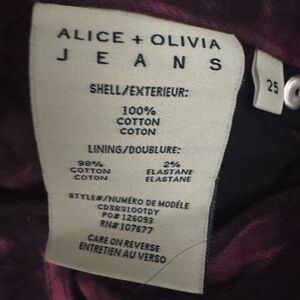 ALICE + OLIVIA
JEANS
25
SHELL/EXTERIEUR:
100%
COTTON
COTON
LINING/DOUBLURE:
98% 2%
COTTON ELASTANE
COTON ELASTANE
STYLE#/NUMÉRO DE MODÈLE
CD383100TDY
PO# 126093
RN# 107677
CARE ON REVERSE
ENTRETIEN AU VERSO